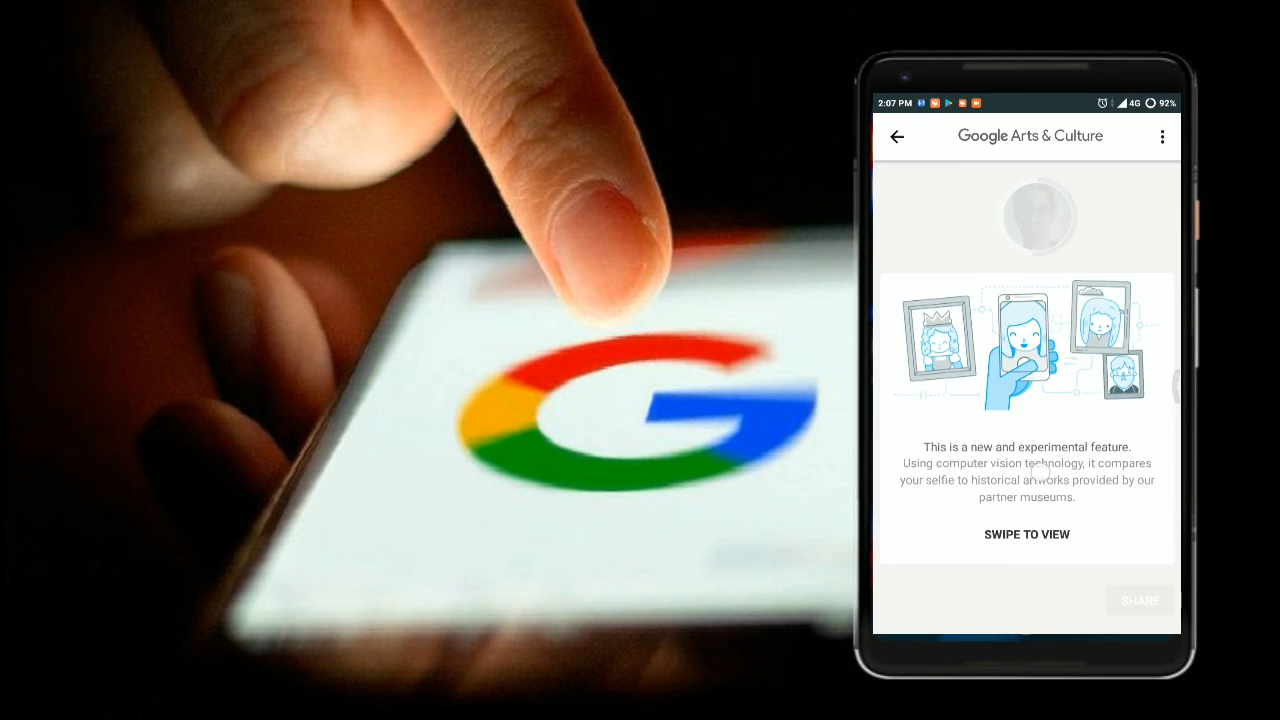 2:07 PM
4G
92%
Google Arts & Culture
This is a new and experimental feature.
Using computer vision technology, it compares
your selfie to historical artworks provided by our
partner museums.
SWIPE TO VIEW
SHARE